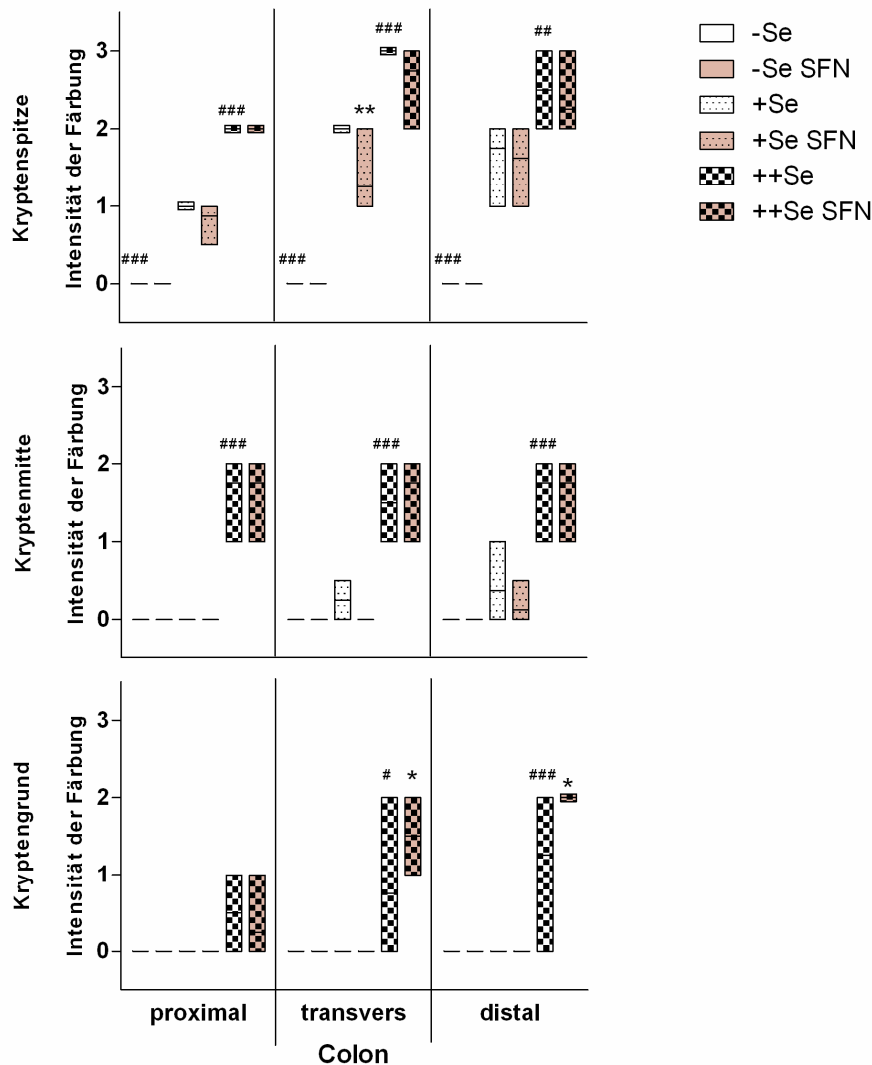 -Se
-Se SFN
+Se
+Se SFN
++Se
++Se SFN
Kryptenspitze
Intensität der Färbung
3
2
1
0
###
###
###
**
###
###
##
Kryptenmitte
Intensität der Färbung
3
2
1
0
###
###
###
Kryptengrund
Intensität der Färbung
3
2
1
0
#
*
###
*
proximal
transvers
distal
Colon